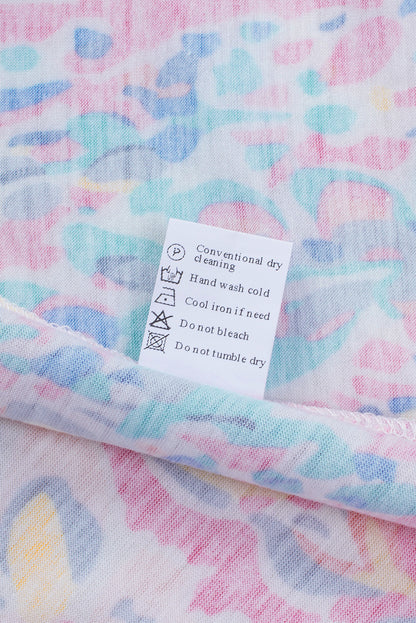 P Conventional dry
cleaning
Hand wash cold
Cool iron if need
Do not bleach
Do not tumble dry